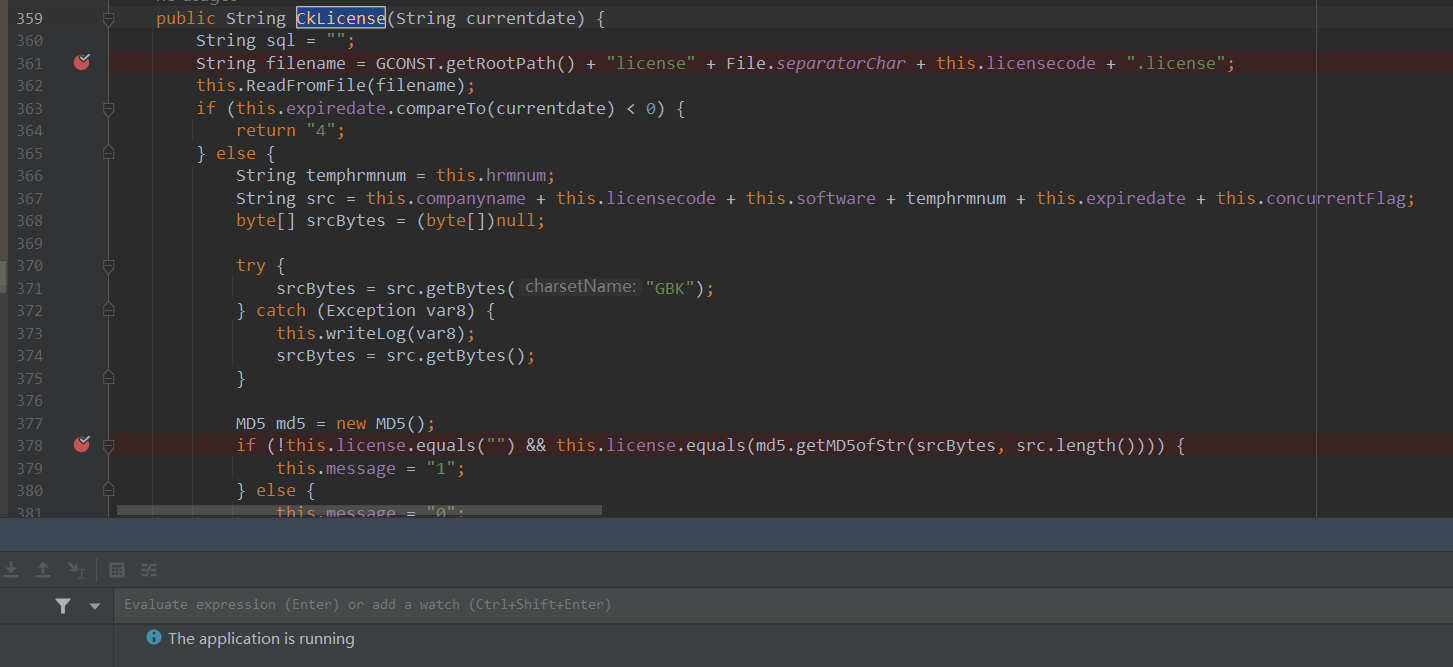 359 public String CkLicense(String currentdate) {
360 String sql = "";
361 String filename = GCONST.getRootPath() + "license" + File.separatorChar + this.licensecode + ".license";
362 this.ReadFromFile(filename);
363 if (this.expiredate.compareTo(currentdate) < 0) {
364 return "4";
365 } else {
366 String temphrmnum = this.hrmnum;
367 String src = this.companyname + this.licensecode + this.software + temphrmnum + this.expiredate + this.concurrentFlag;
368 byte[] srcBytes = (byte[])null;
369
370 try {
371 srcBytes = src.getBytes( charsetName: "GBK");
372 } catch (Exception var8) {
373 this.writeLog(var8);
374 srcBytes = src.getBytes();
375 }
376
377 MD5 md5 = new MD5();
378 if (!this.license.equals("") && this.license.equals(md5.getMD5ofStr(srcBytes, src.length()))) {
379 this.message = "1";
380 } else {
381 this.message = "0";
Evaluate expression (Enter) or add a watch (Ctrl+Shift+Enter)
The application is running